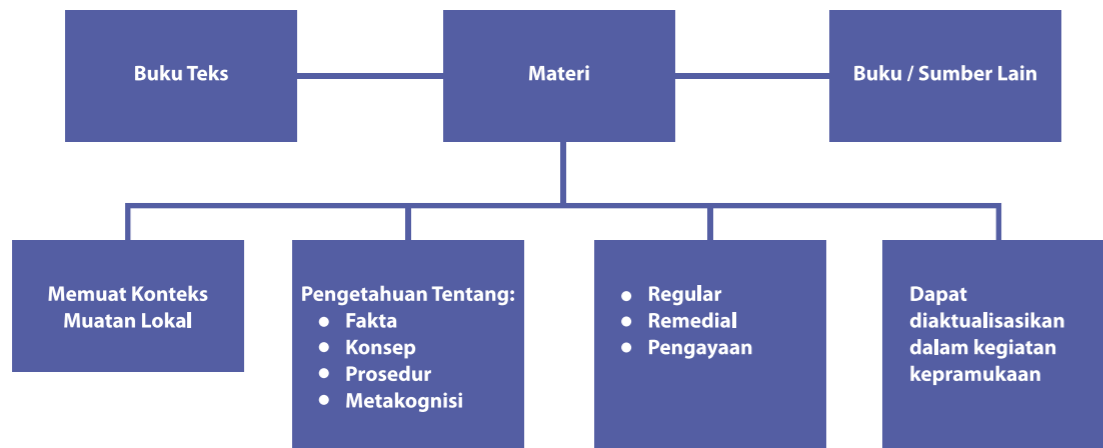 Buku Teks
Materi
Buku / Sumber Lain
Memuat Konteks
Muatan Lokal
Pengetahuan Tentang:
● Fakta
● Konsep
● Prosedur
● Metakognisi
● Regular
● Remedial
● Pengayaan
Dapat
diaktualisasikan
dalam kegiatan
kepramukaan